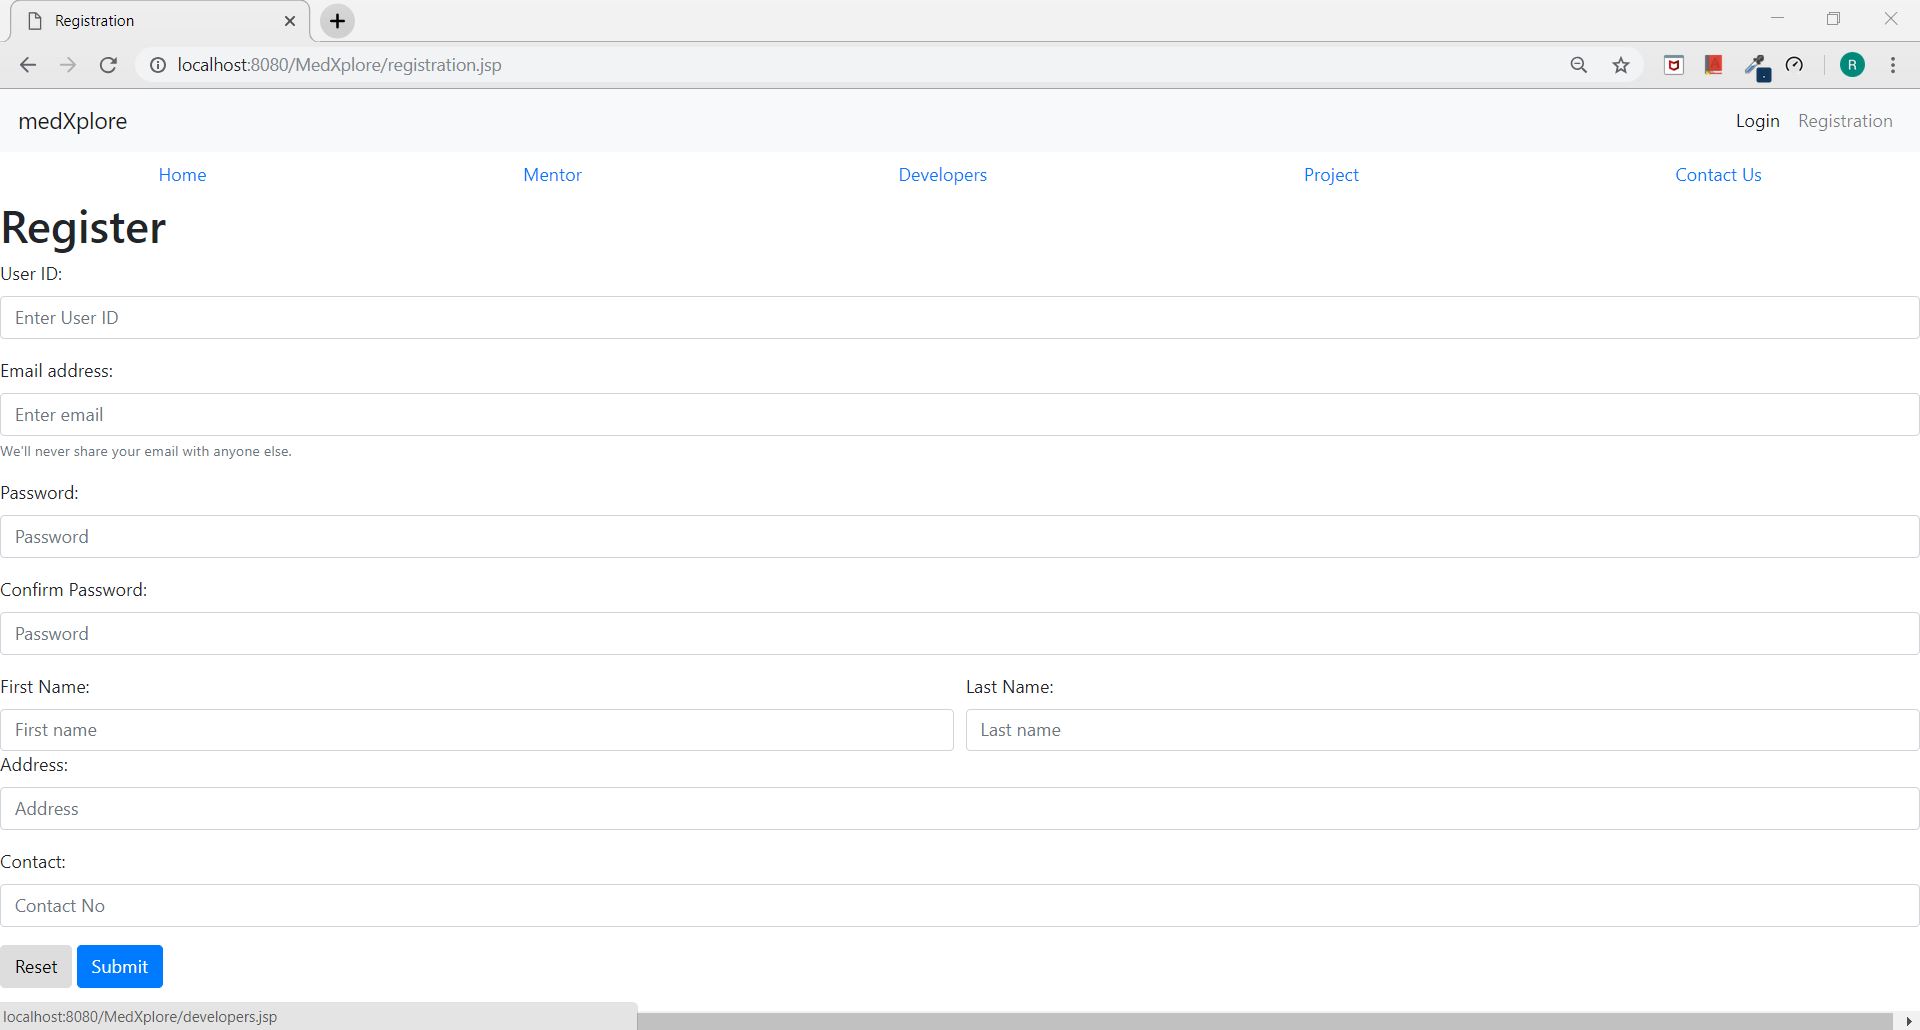 Registration
localhost:8080/MedXplore/registration.jsp
R
medXplore Login Registration
Home Mentor Developers Project Contact Us
Register
User ID:
Enter User ID
Email address:
Enter email
We'll never share your email with anyone else.
Password:
Password
Confirm Password:
Password
First Name: Last Name:
First name Last name
Address:
Address
Contact:
Contact No
Reset Submit
localhost:8080/MedXplore/developers.jsp